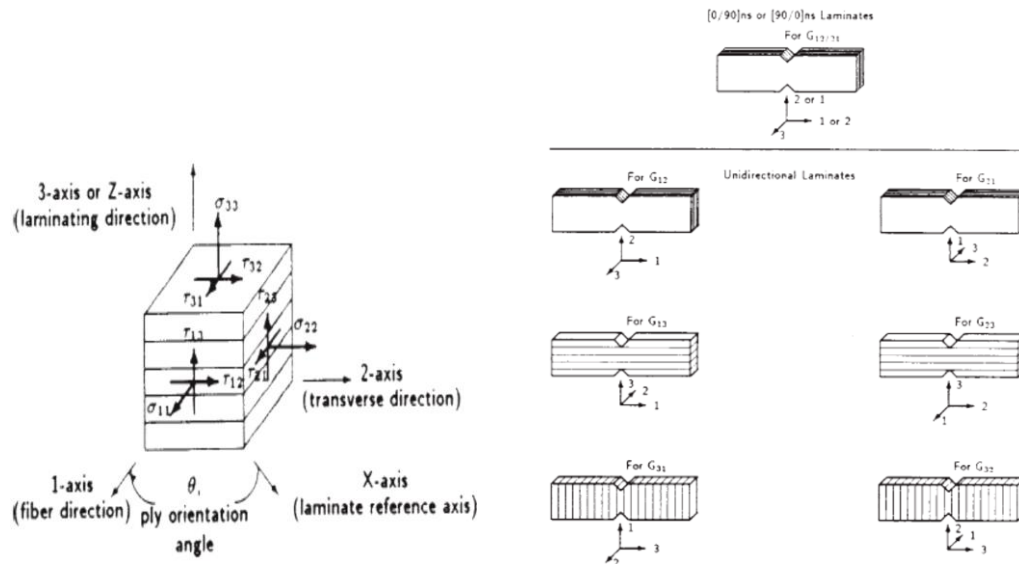 3-axis or Z-axis
(laminating direction)
σ33
τ32
τ31
τ23
σ22
τ13
τ21
τ12
σ11
2-axis
(transverse direction)
1-axis
(fiber direction)
θ
ply orientation
angle
X-axis
(laminate reference axis)
[0/90]ns or [90/0]ns Laminates
For G12/21
2 or 1
1 or 2
3
Unidirectional Laminates
For G12
2
1
3
For G21
1
3
2
For G13
3
2
1
For G23
3
2
1
For G31
1
3
2
For G32
2
1
3